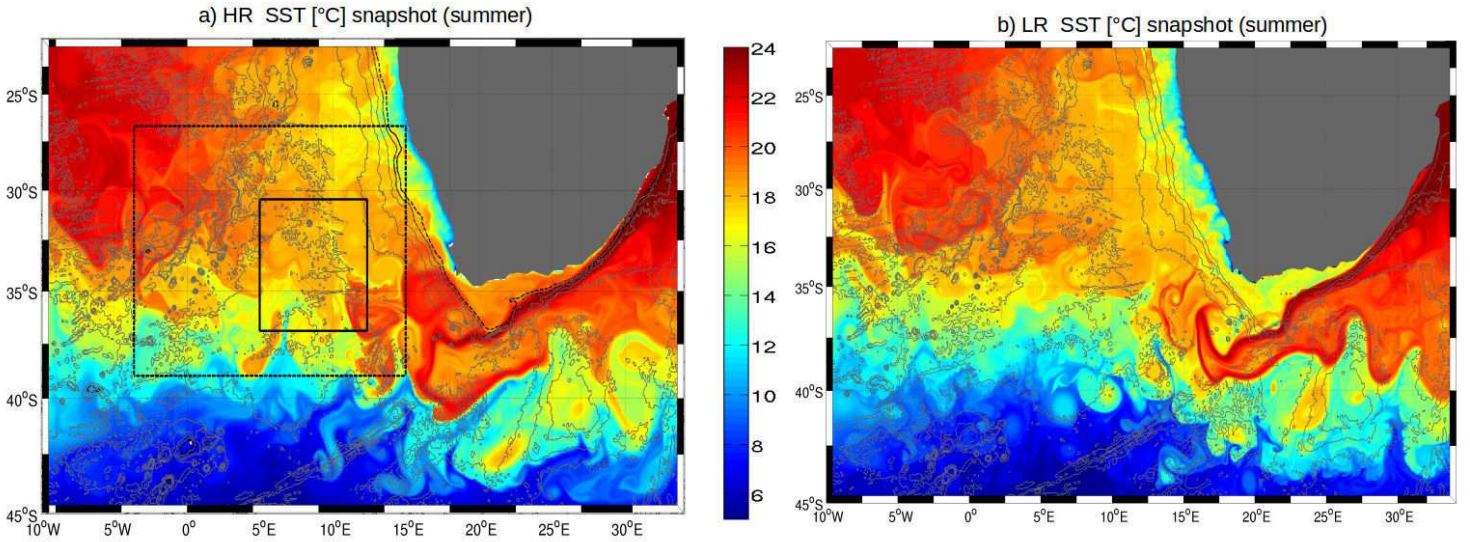 a) HR SST [°C] snapshot (summer)
b) LR SST [°C] snapshot (summer)
25°S
30°S
35°S
40°S
45°S
10°W 5°W 0° 5°E 10°E 15°E 20°E 25°E 30°E
24
22
20
18
16
14
12
10
8
6
25°S
30°S
35°S
40°S
45°S
10°W 5°W 0° 5°E 10°E 15°E 20°E 25°E 30°E